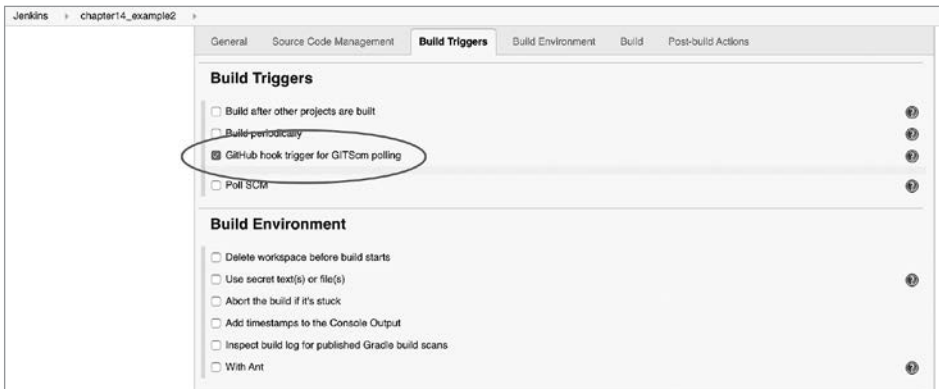 Jenkins chapter14_example2
General Source Code Management Build Triggers Build Environment Build Post-build Actions
Build Triggers
Build after other projects are built
Build periodically
GitHub hook trigger for GITScm polling
Poll SCM
Build Environment
Delete workspace before build starts
Use secret text(s) or file(s)
Abort the build if it's stuck
Add timestamps to the Console Output
Inspect build log for published Gradle build scans
With Ant